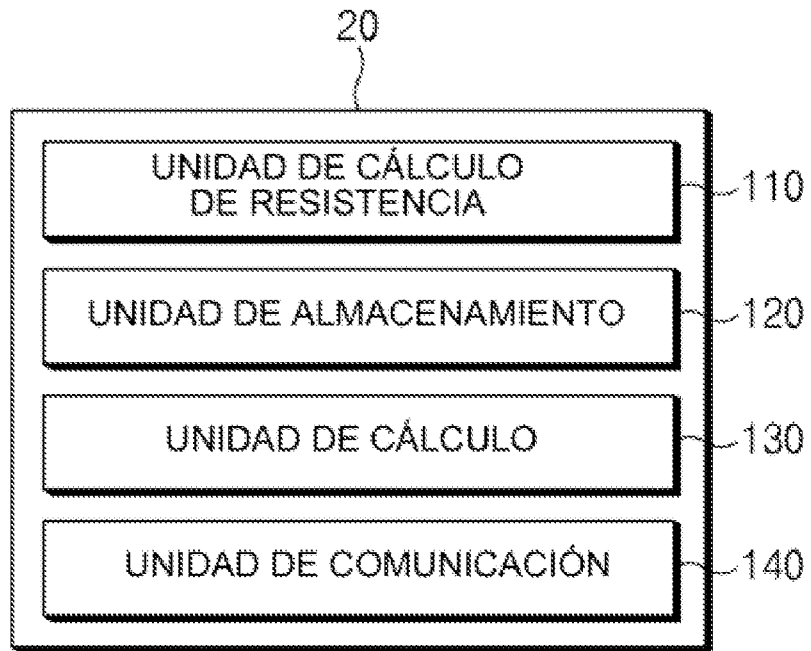 20
UNIDAD DE CÁLCULO
DE RESISTENCIA
110
UNIDAD DE ALMACENAMIENTO
120
UNIDAD DE CÁLCULO
130
UNIDAD DE COMUNICACIÓN
140